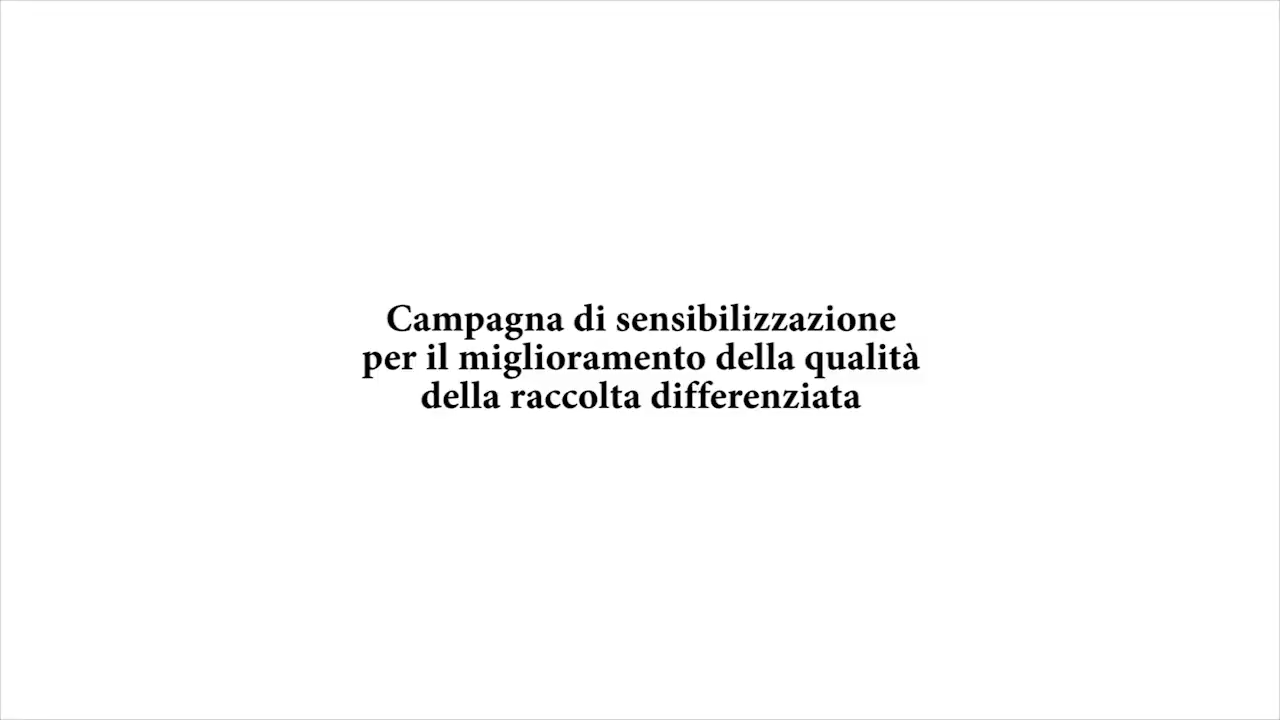 Campagna di sensibilizzazione
per il miglioramento della qualità
della raccolta differenziata